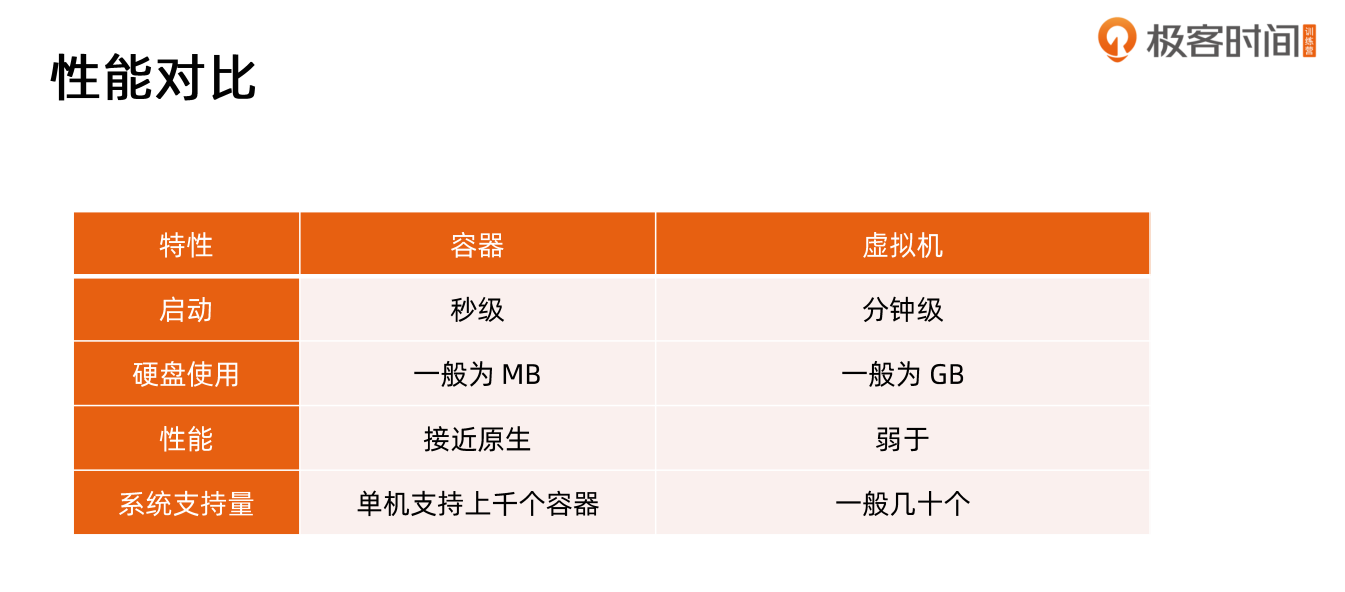 极客时间 训练营
性能对比
特性 容器 虚拟机
启动 秒级 分钟级
硬盘使用 一般为 MB 一般为 GB
性能 接近原生 弱于
系统支持量 单机支持上千个容器 一般几十个